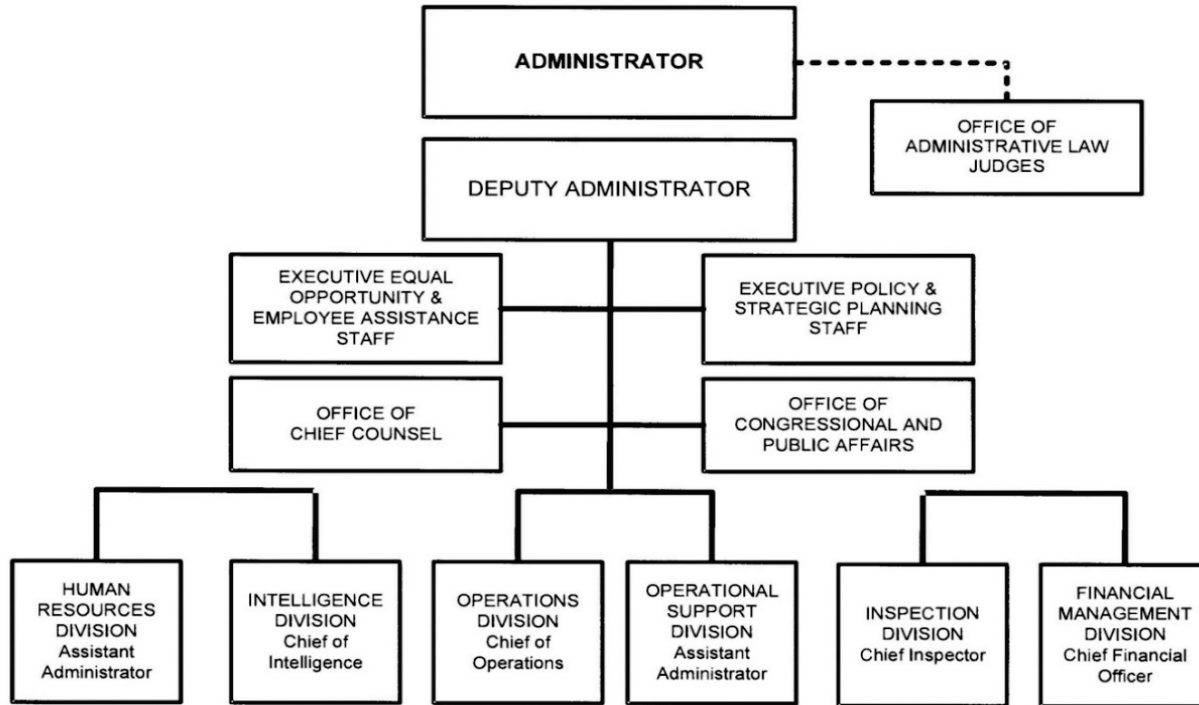 ADMINISTRATOR
OFFICE OF
ADMINISTRATIVE LAW
JUDGES
DEPUTY ADMINISTRATOR
EXECUTIVE EQUAL
OPPORTUNITY &
EMPLOYEE ASSISTANCE
STAFF
EXECUTIVE POLICY &
STRATEGIC PLANNING
STAFF
OFFICE OF
CHIEF COUNSEL
OFFICE OF
CONGRESSIONAL AND
PUBLIC AFFAIRS
HUMAN
RESOURCES
DIVISION
Assistant
Administrator
INTELLIGENCE
DIVISION
Chief of
Intelligence
OPERATIONS
DIVISION
Chief of
Operations
OPERATIONAL
SUPPORT
DIVISION
Assistant
Administrator
INSPECTION
DIVISION
Chief Inspector
FINANCIAL
MANAGEMENT
DIVISION
Chief Financial
Officer